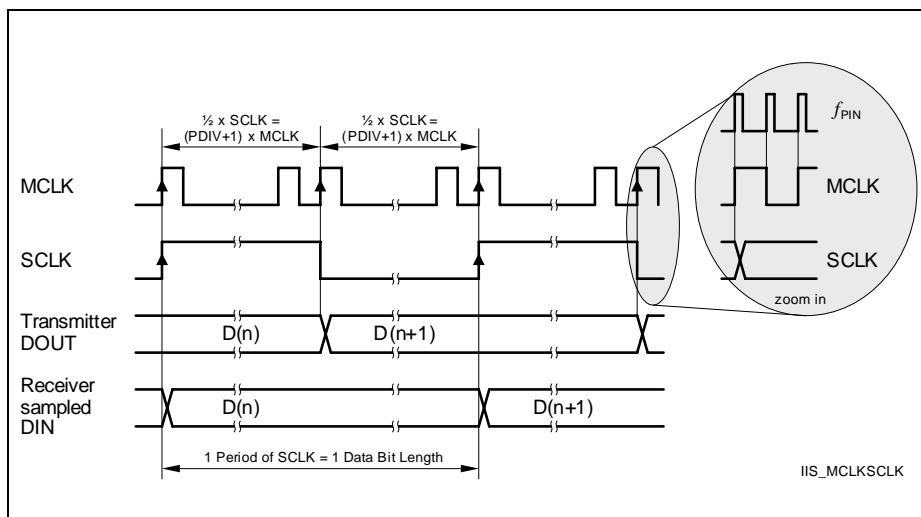 ½ x SCLK =
(PDIV+1) x MCLK
½ x SCLK =
(PDIV+1) x MCLK
fPIN
MCLK
MCLK
SCLK
SCLK
zoom in
Transmitter
DOUT
D(n)
D(n+1)
Receiver
sampled
DIN
D(n)
D(n+1)
1 Period of SCLK = 1 Data Bit Length
IIS_MCLKSCLK